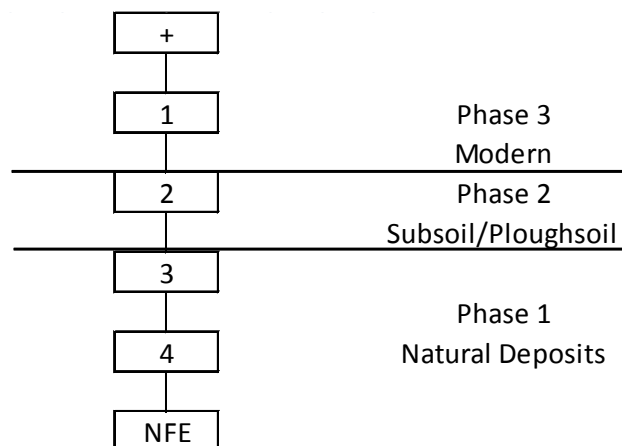 +
1
Phase 3
Modern
2
Phase 2
Subsoil/Ploughsoil
3
Phase 1
4
Natural Deposits
NFE